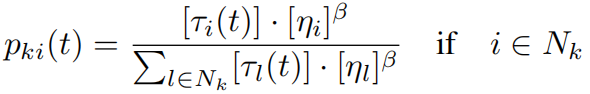 p_{ki}(t) = \frac{[\tau_i(t)] \cdot [\eta_i]^\beta}{\sum_{l \in N_k} [\tau_l(t)] \cdot [\eta_l]^\beta} \quad \text{if} \quad i \in N_k